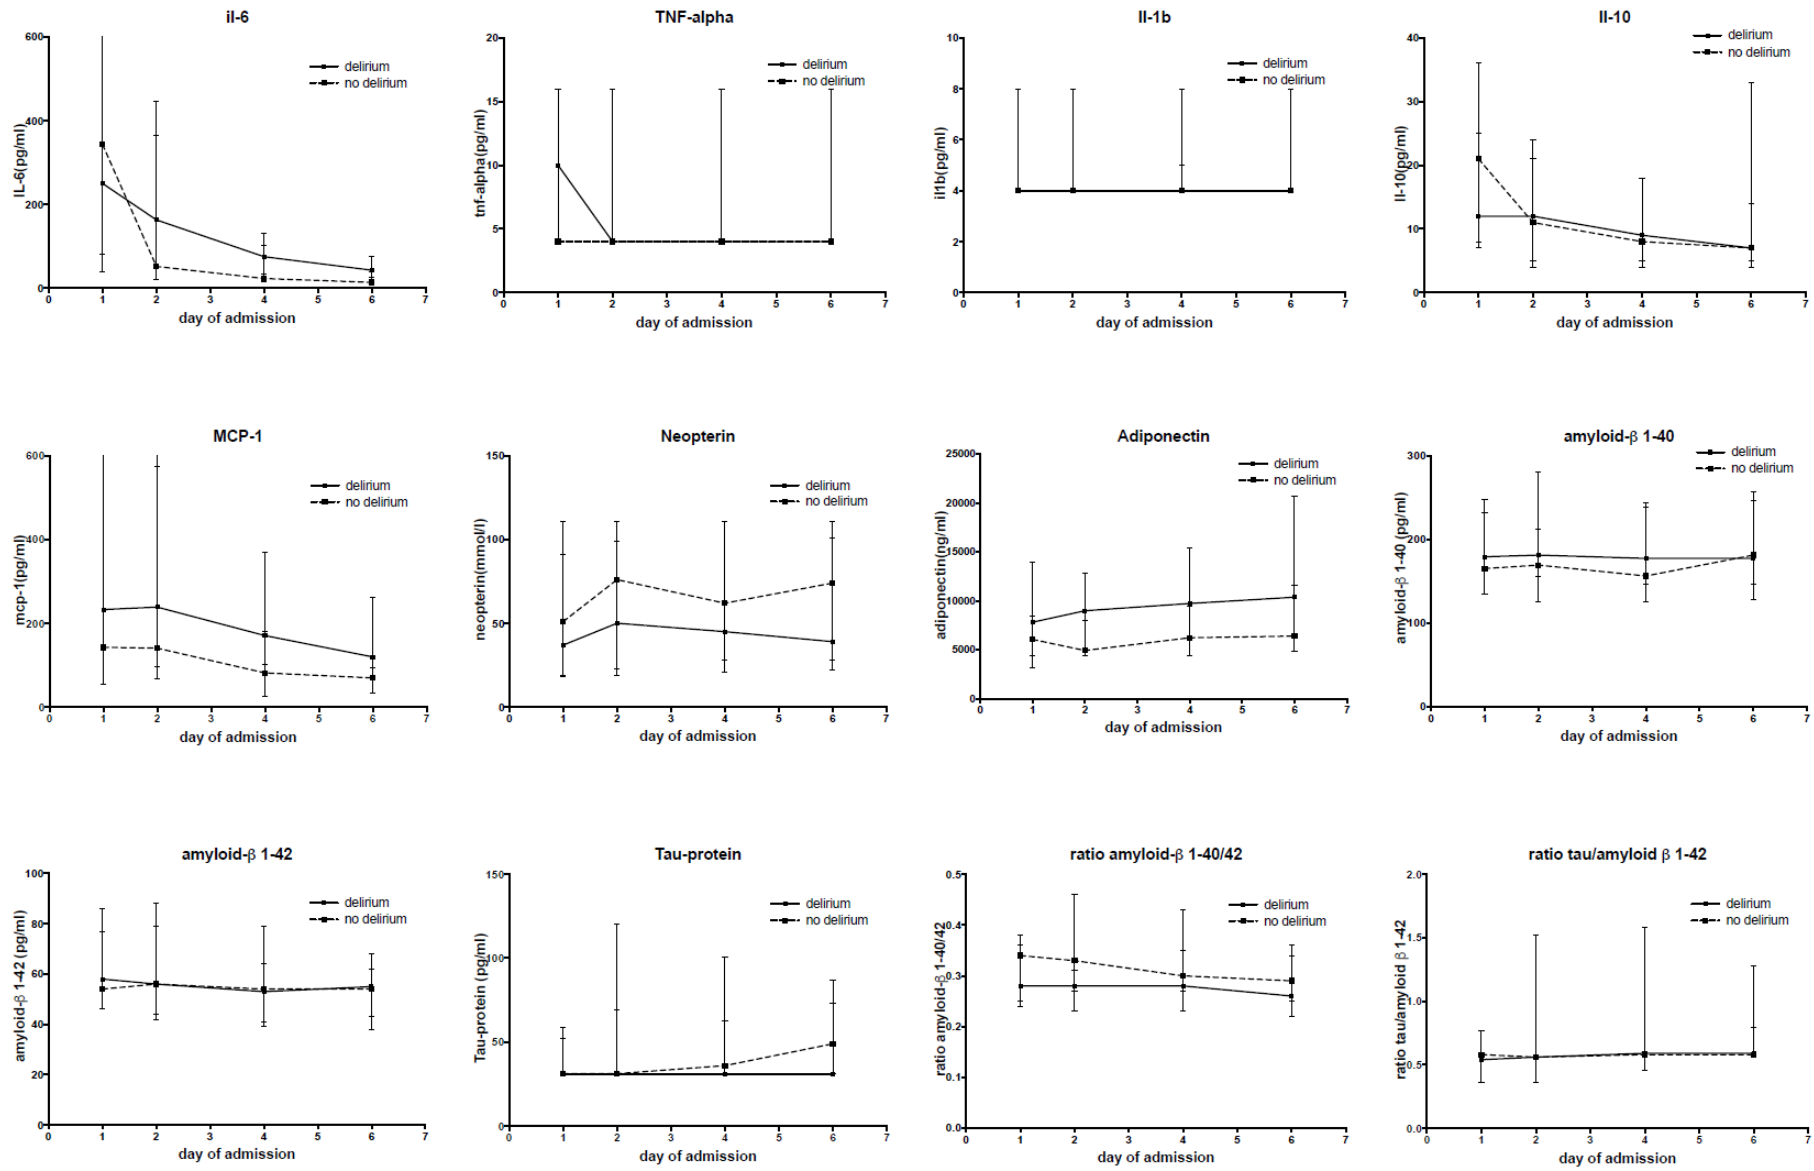 iI-6
600
400
200
0
IL-6(pg/ml)
delirium
no delirium
0 1 2 3 4 5 6 7
day of admission
TNF-alpha
20
15
10
5
0
tnf-alpha(pg/ml)
delirium
no delirium
0 1 2 3 4 5 6 7
day of admission
Il-1b
10
8
6
4
2
0
il1b(pg/ml)
delirium
no delirium
0 1 2 3 4 5 6 7
day of admission
Il-10
40
30
20
10
0
Il-10(pg/ml)
delirium
no delirium
0 1 2 3 4 5 6 7
day of admission
MCP-1
600
400
200
0
mcp-1(pg/ml)
delirium
no delirium
0 1 2 3 4 5 6 7
day of admission
Neopterin
150
100
50
0
neopterin(nmol/l)
delirium
no delirium
0 1 2 3 4 5 6 7
day of admission
Adiponectin
25000
20000
15000
10000
5000
0
adiponectin(ng/ml)
delirium
no delirium
0 1 2 3 4 5 6 7
day of admission
amyloid-β 1-40
300
200
100
0
amyloid-β 1-40 (pg/ml)
delirium
no delirium
0 1 2 3 4 5 6 7
day of admission
amyloid-β 1-42
100
80
60
40
20
0
amyloid-β 1-42 (pg/ml)
delirium
no delirium
0 1 2 3 4 5 6 7
day of admission
Tau-protein
150
100
50
0
Tau-protein (pg/ml)
delirium
no delirium
0 1 2 3 4 5 6 7
day of admission
ratio amyloid-β 1-40/42
0.5
0.4
0.3
0.2
0.1
0.0
ratio amyloid-β 1-40/42
delirium
no delirium
0 1 2 3 4 5 6 7
day of admission
ratio tau/amyloid β 1-42
2.0
1.5
1.0
0.5
0.0
ratio tau/amyloid β 1-42
delirium
no delirium
0 1 2 3 4 5 6 7
day of admission